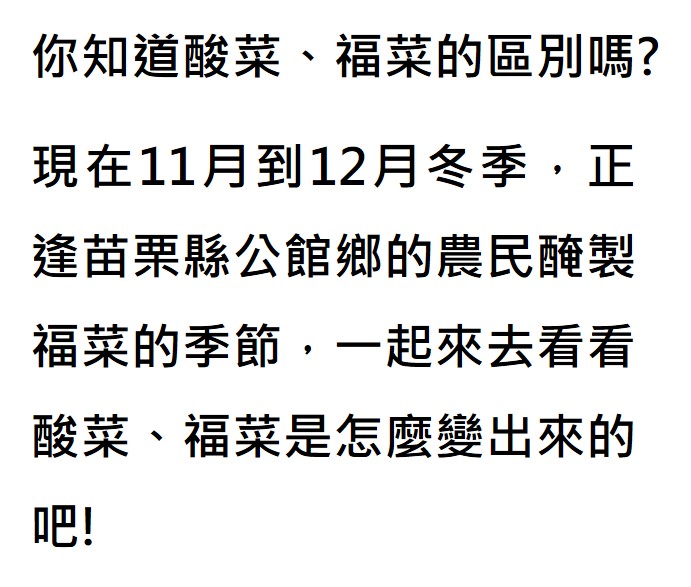 你知道酸菜、福菜的區別嗎?
現在11月到12月冬季，正
逢苗栗縣公館鄉的農民醃製
福菜的季節，一起來去看看
酸菜、福菜是怎麼變出來的
吧!